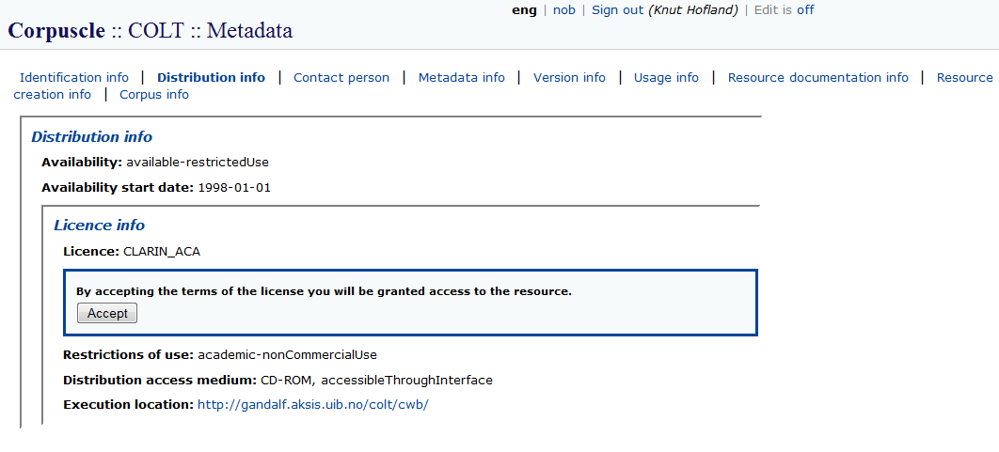 eng | nob | Sign out (Knut Hofland) | Edit is off
Corpuscle :: COLT :: Metadata
Identification info | Distribution info | Contact person | Metadata info | Version info | Usage info | Resource documentation info | Resource
creation info | Corpus info
Distribution info
Availability: available-restrictedUse
Availability start date: 1998-01-01
Licence info
Licence: CLARIN_ACA
By accepting the terms of the license you will be granted access to the resource.
Accept
Restrictions of use: academic-nonCommercialUse
Distribution access medium: CD-ROM, accessibleThroughInterface
Execution location: http://gandalf.aksis.uib.no/colt/cwb/